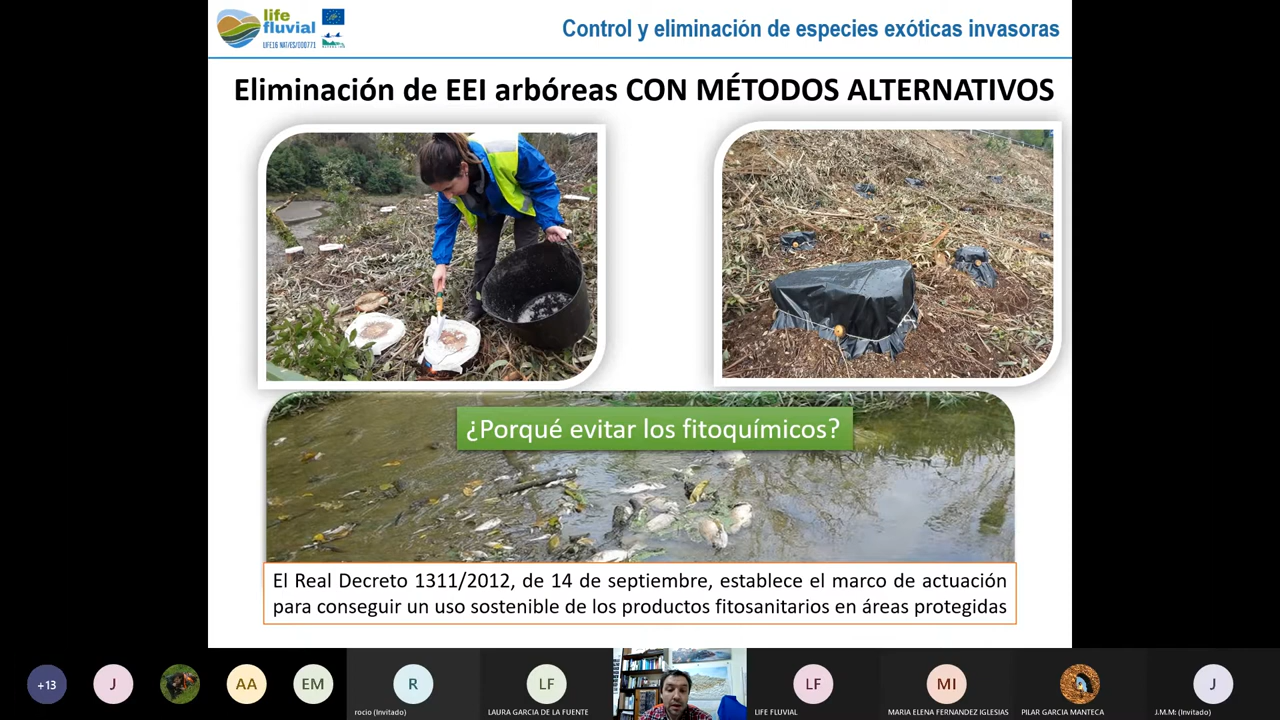 life
fluvial
LIFE16 NAT/ES/000771
Control y eliminación de especies exóticas invasoras
Eliminación de EEI arbóreas CON MÉTODOS ALTERNATIVOS
¿Porqué evitar los fitoquímicos?
El Real Decreto 1311/2012, de 14 de septiembre, establece el marco de actuación
para conseguir un uso sostenible de los productos fitosanitarios en áreas protegidas
+13
J
AA
EM
R
LF
LF
MI
J
rocio (Invitado)
LAURA GARCIA DE LA FUENTE
LIFE FLUVIAL
MARIA ELENA FERNANDEZ IGLESIAS
PILAR GARCIA MANTECA
J.M.M: (Invitado)